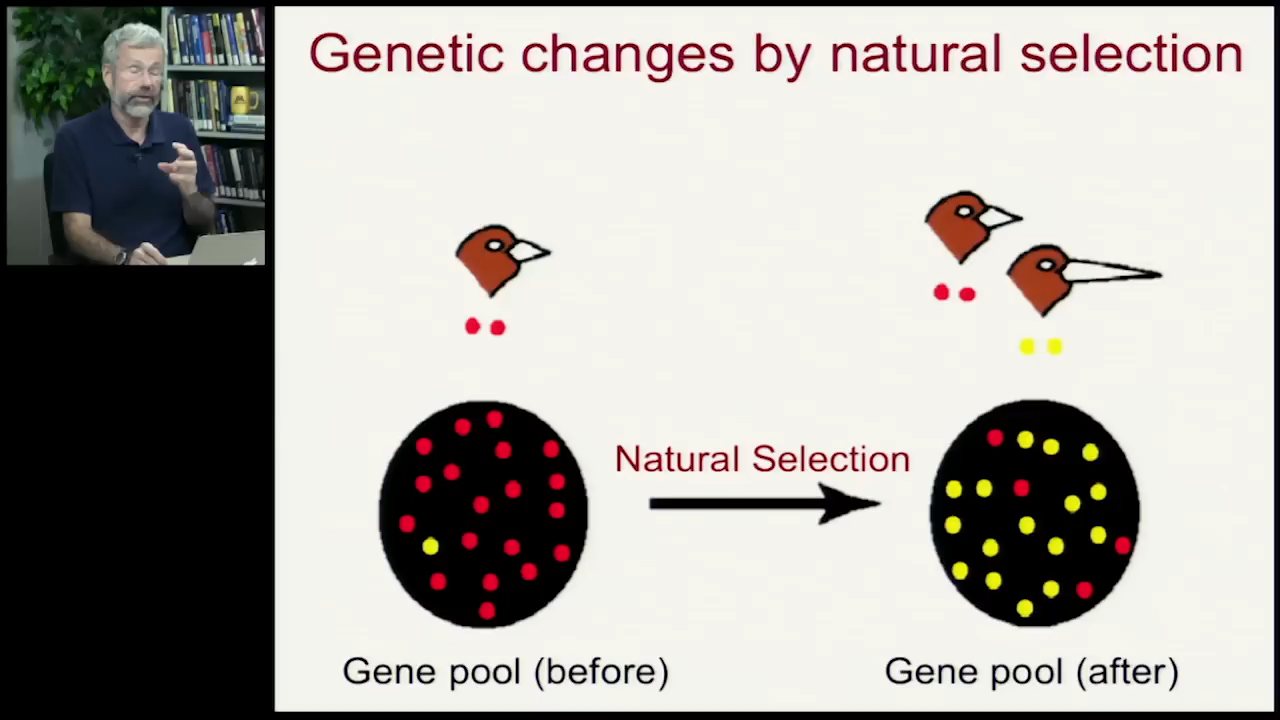 Genetic changes by natural selection
Natural Selection
Gene pool (before)
Gene pool (after)